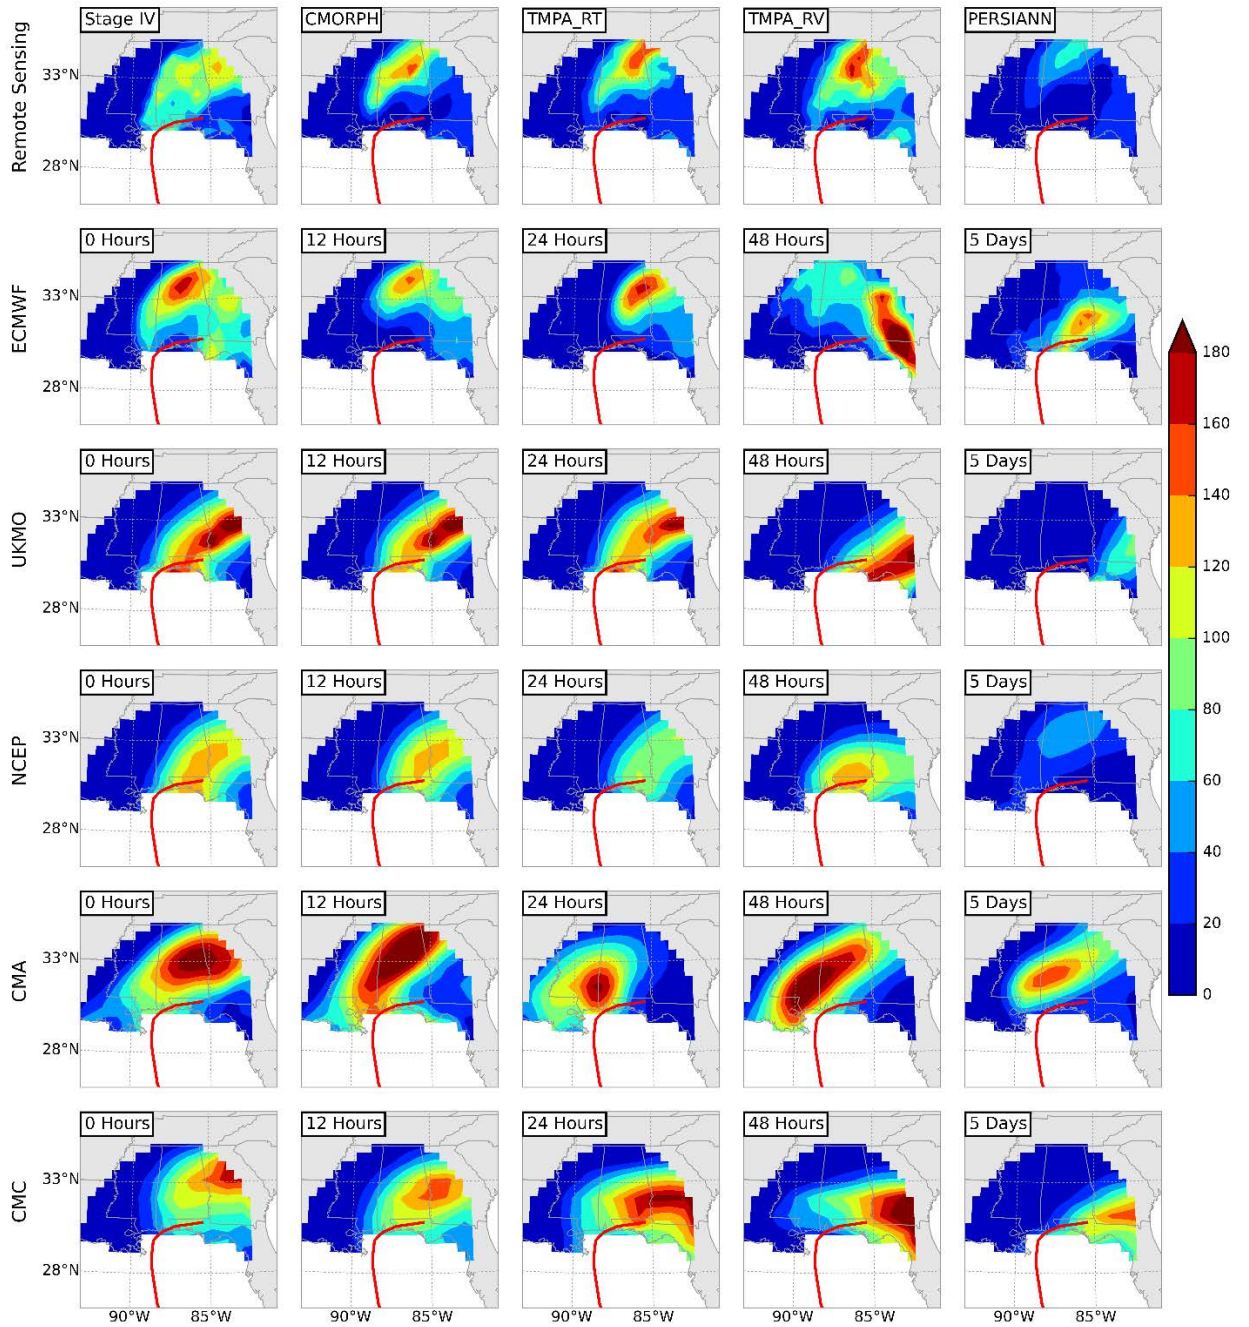 Remote Sensing
Stage IV
CMORPH
TMPA_RT
TMPA_RV
PERSIANN
33°N
28°N
ECMWF
0 Hours
12 Hours
24 Hours
48 Hours
5 Days
33°N
28°N
UKMO
0 Hours
12 Hours
24 Hours
48 Hours
5 Days
33°N
28°N
NCEP
0 Hours
12 Hours
24 Hours
48 Hours
5 Days
33°N
28°N
CMA
0 Hours
12 Hours
24 Hours
48 Hours
5 Days
33°N
28°N
CMC
0 Hours
12 Hours
24 Hours
48 Hours
5 Days
33°N
28°N
90°W 85°W 90°W 85°W 90°W 85°W 90°W 85°W 90°W 85°W
180
160
140
120
100
80
60
40
20
0